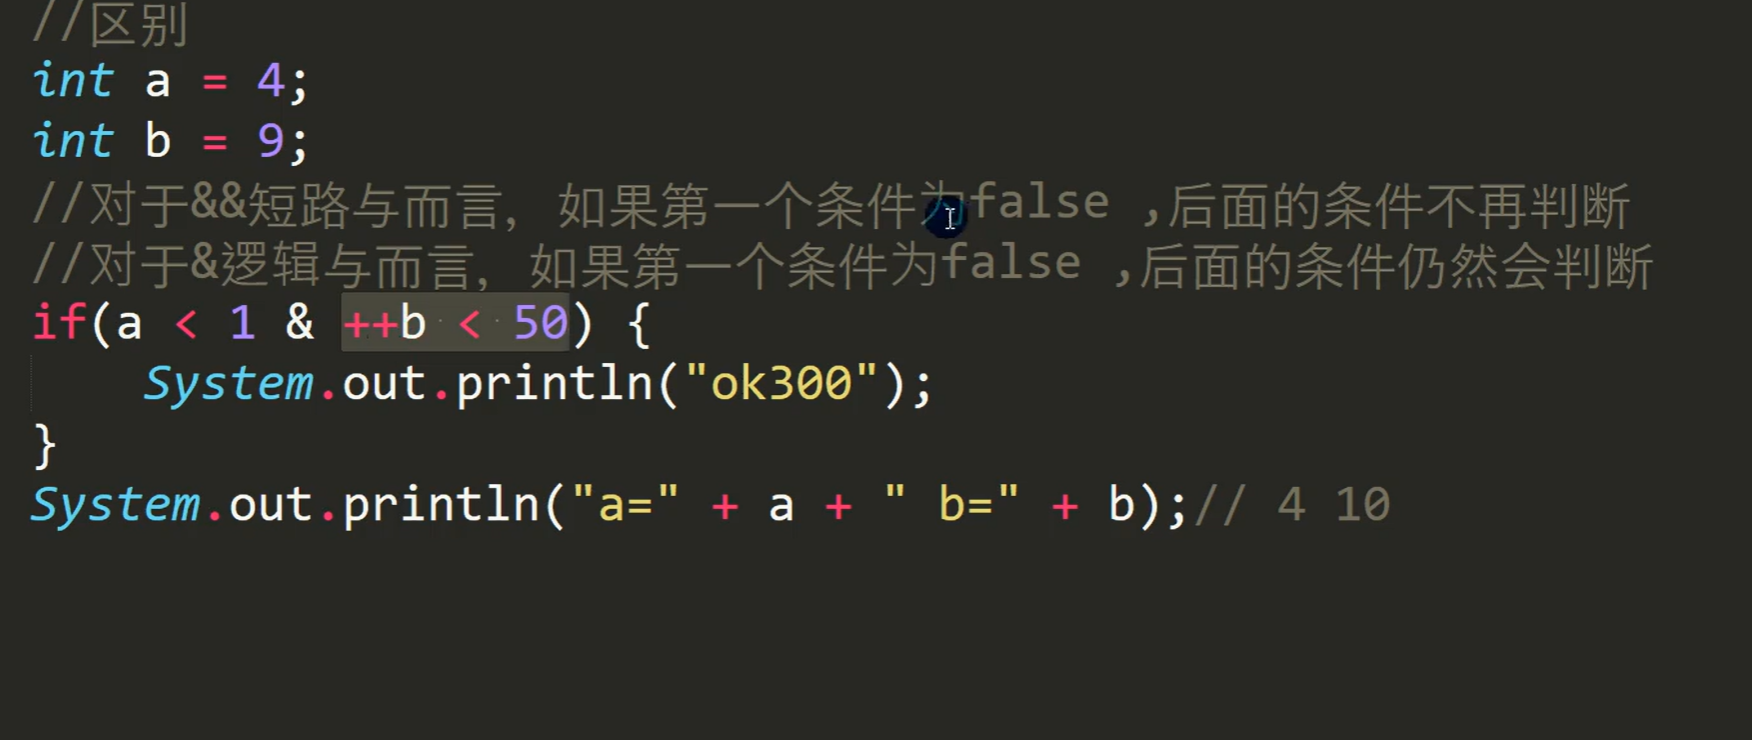 //区别
int a = 4;
int b = 9;
//对于&&短路与而言，如果第一个条件为false ,后面的条件不再判断
//对于&逻辑与而言，如果第一个条件为false ,后面的条件仍然会判断
if(a < 1 & ++b < 50) {
    System.out.println("ok300");
}
System.out.println("a=" + a + " b=" + b);// 4 10